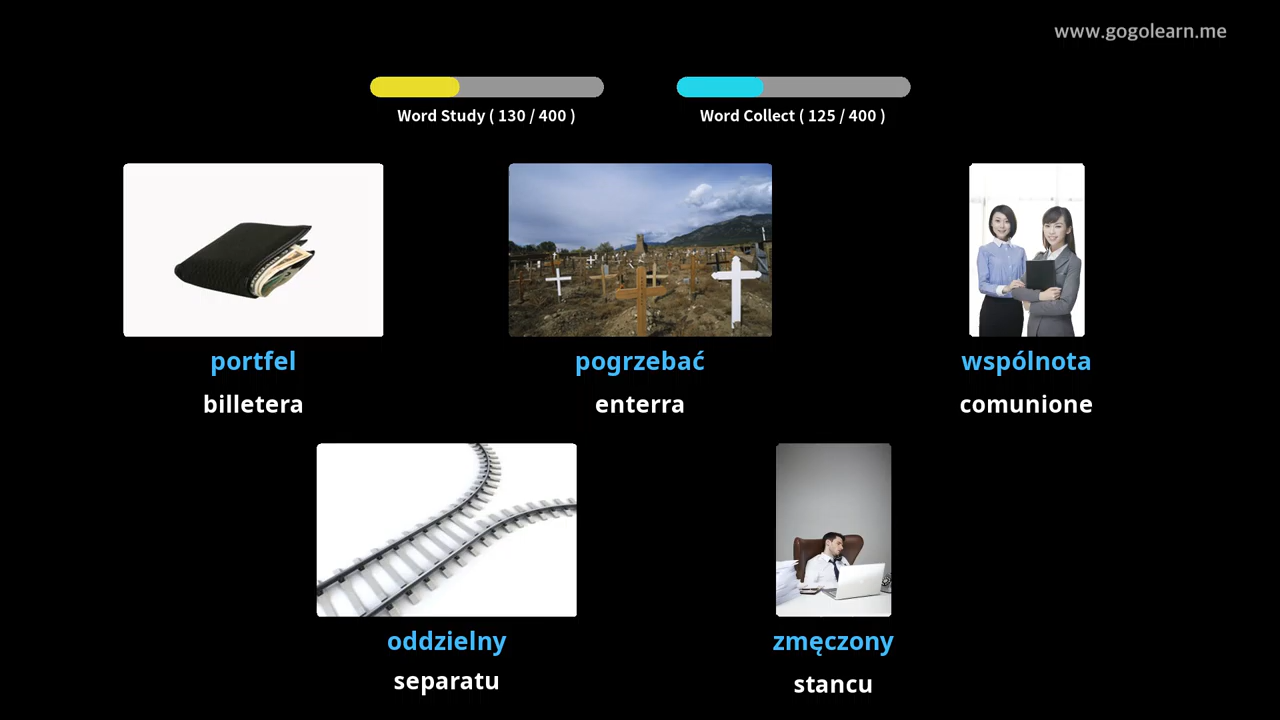 www.gogolearn.me
Word Study ( 130 / 400 )
Word Collect ( 125 / 400 )
portfel
pogrzebać
wspólnota
billetera
enterra
comunione
oddzielny
zmęczony
separatu
stancu